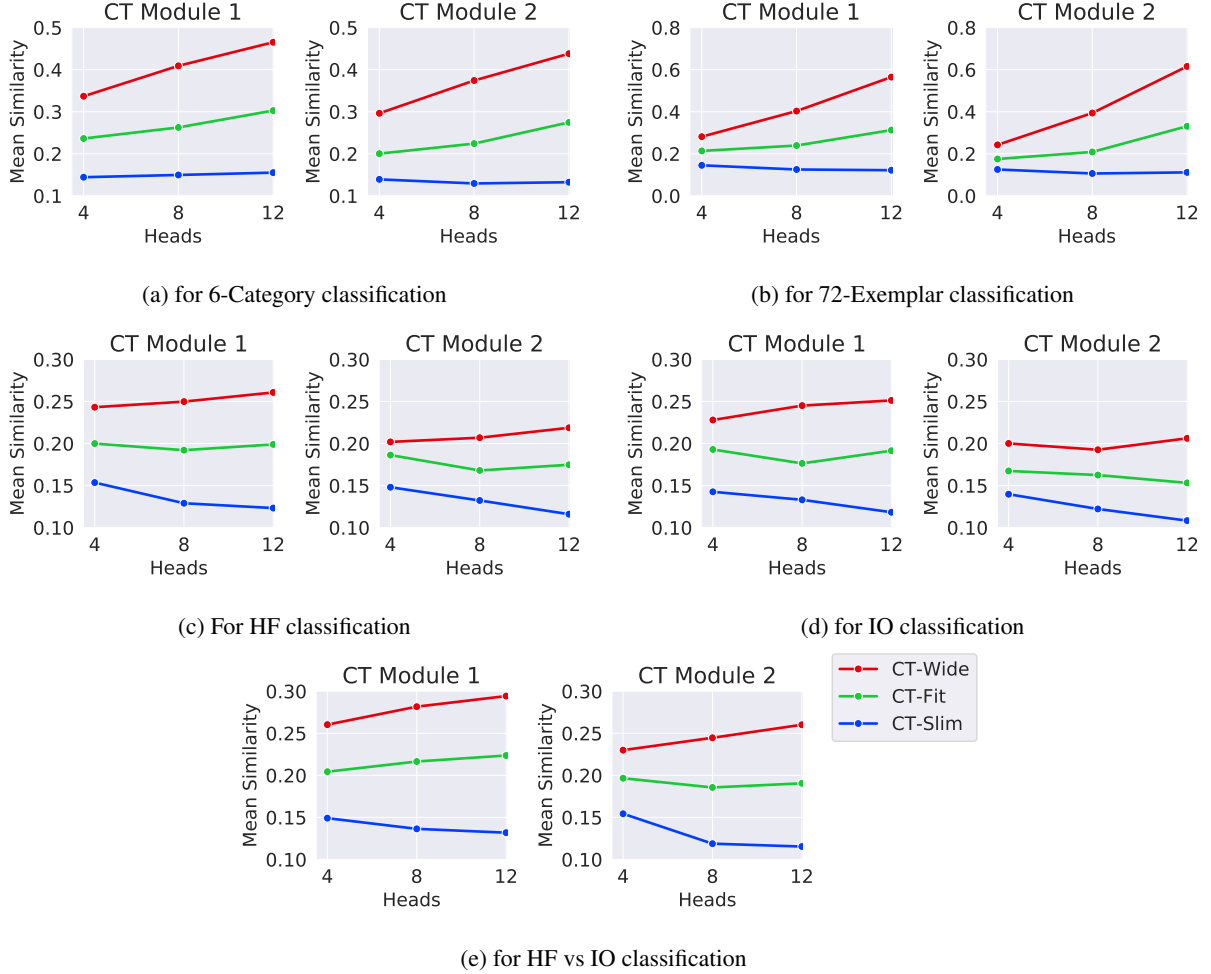 CT Module 1
CT Module 2
CT Module 1
CT Module 2
Mean Similarity
0.5
0.4
0.3
0.2
0.1
4 8 12
Heads
Mean Similarity
0.5
0.4
0.3
0.2
0.1
4 8 12
Heads
Mean Similarity
0.8
0.6
0.4
0.2
0.0
4 8 12
Heads
Mean Similarity
0.8
0.6
0.4
0.2
0.0
4 8 12
Heads
(a) for 6-Category classification
(b) for 72-Exemplar classification
CT Module 1
CT Module 2
CT Module 1
CT Module 2
Mean Similarity
0.30
0.25
0.20
0.15
0.10
4 8 12
Heads
Mean Similarity
0.30
0.25
0.20
0.15
0.10
4 8 12
Heads
Mean Similarity
0.30
0.25
0.20
0.15
0.10
4 8 12
Heads
Mean Similarity
0.30
0.25
0.20
0.15
0.10
4 8 12
Heads
(c) For HF classification
(d) for IO classification
CT Module 1
CT Module 2
Mean Similarity
0.30
0.25
0.20
0.15
0.10
4 8 12
Heads
Mean Similarity
0.30
0.25
0.20
0.15
0.10
4 8 12
Heads
CT-Wide
CT-Fit
CT-Slim
(e) for HF vs IO classification